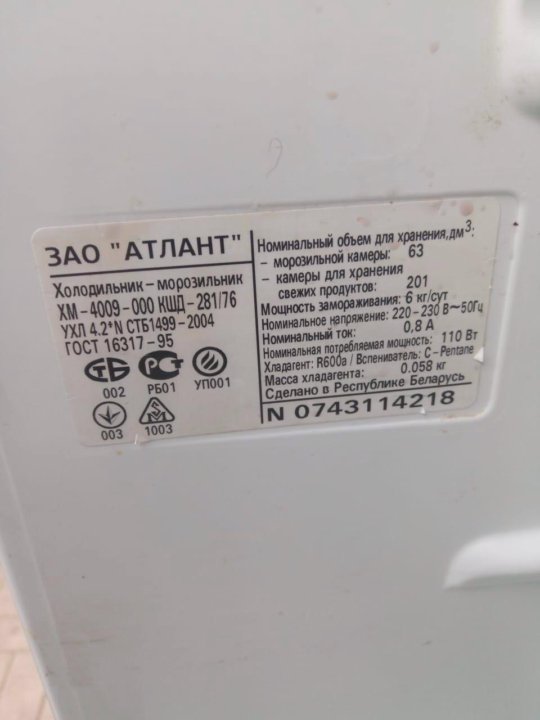 ЗАО "АТЛАНТ"
Холодильник-морозильник
ХМ-4009-000 КШД-281/76
УХЛ 4.2*N СТБ1499-2004
ГОСТ 16317-95
002 РБ01 УП001
003 1003
Номинальный объем для хранения,дм³:
- морозильной камеры: 63
- камеры для хранения
свежих продуктов: 201
Мощность замораживания: 6 кг/сут
Номинальное напряжение: 220-230 В~50Гц
Номинальный ток: 0,8 А
Номинальная потребляемая мощность: 110 Вт
Хладагент: R600a / Вспениватель: C-Pentane
Масса хладагента: 0.058 кг
Сделано в Республике Беларусь
N 0743114218